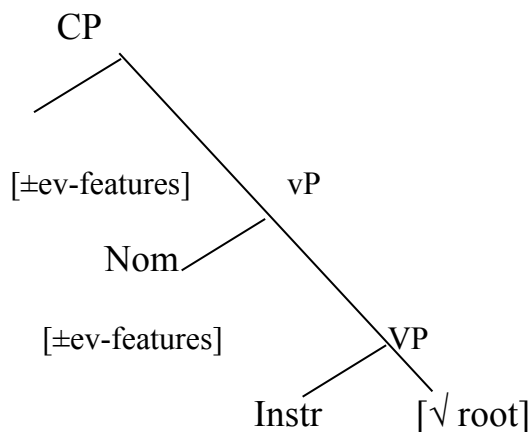 CP
[±ev-features] vP
Nom
[±ev-features] VP
Instr [√ root]